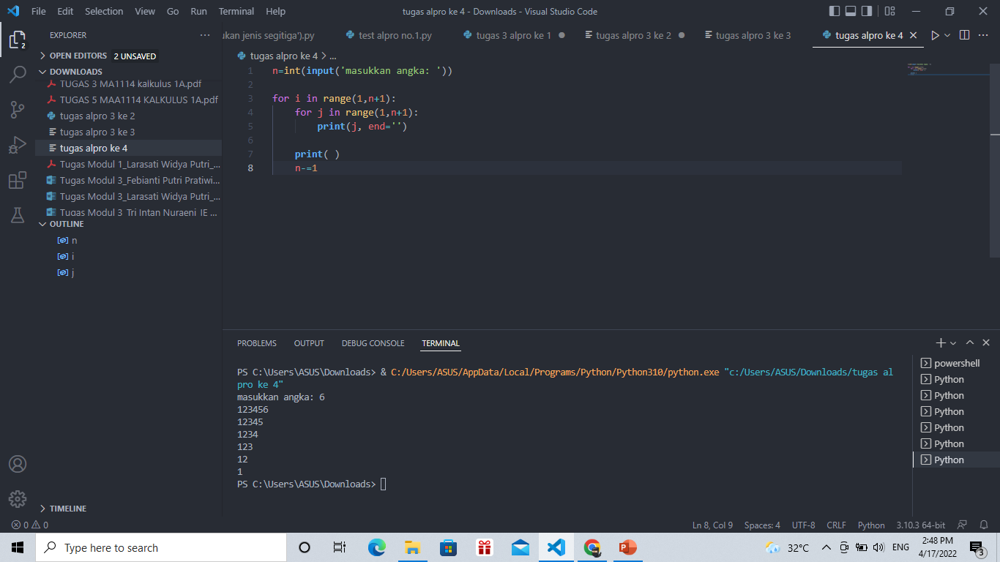 File Edit Selection View Go Run Terminal Help
tugas alpro ke 4 - Downloads - Visual Studio Code
EXPLORER
2
OPEN EDITORS 2 UNSAVED
DOWNLOADS
TUGAS 3 MA1114 kalkulus 1A.pdf
TUGAS 5 MAA1114 KALKULUS 1A.pdf
tugas alpro 3 ke 2
tugas alpro 3 ke 3
tugas alpro ke 4
Tugas Modul 1_Larasati Widya Putri_...
Tugas Modul 3_Febianti Putri Pratiwi...
Tugas Modul 3_Larasati Widya Putri_...
Tugas Modul 3_Tri Intan Nuraeni_IE ...
OUTLINE
n
i
j
TIMELINE
ukan jenis segitiga').py test alpro no.1.py tugas 3 alpro ke 1 tugas alpro 3 ke 2 tugas alpro 3 ke 3 tugas alpro ke 4
tugas alpro ke 4 > ...
1 n=int(input('masukkan angka: '))
2
3 for i in range(1,n+1):
4 for j in range(1,n+1):
5 print(j, end='')
6
7 print( )
8 n-=1
PROBLEMS OUTPUT DEBUG CONSOLE TERMINAL
PS C:\Users\ASUS\Downloads> & C:/Users/ASUS/AppData/Local/Programs/Python/Python310/python.exe "c:/Users/ASUS/Downloads/tugas al
pro ke 4"
masukkan angka: 6
123456
12345
1234
123
12
1
PS C:\Users\ASUS\Downloads>
powershell
Python
Python
Python
Python
Python
Python
0 0
Ln 8, Col 9 Spaces: 4 UTF-8 CRLF Python 3.10.3 64-bit
Type here to search
32°C ENG
2:48 PM
4/17/2022
3